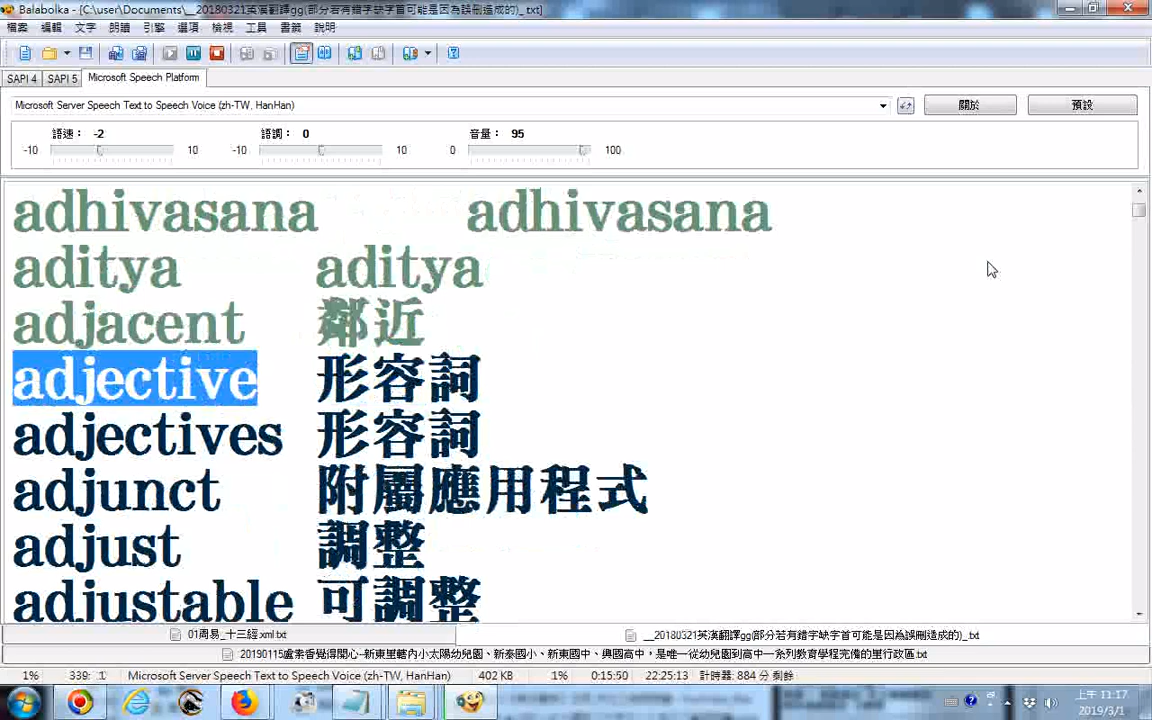 Balabolka - [C:\user\Documents\__20180321英漢翻譯gg(部分若有錯字缺字首可能是因為誤刪造成的)_txt]
檔案 編輯 文字 朗讀 引擎 選項 檢視 工具 書籤 說明
SAPI 4 SAPI 5 Microsoft Speech Platform
Microsoft Server Speech Text to Speech Voice (zh-TW, HanHan) 關於 預設
語速： -2 語調： 0 音量： 95
-10 10 -10 10 0 100
adhivasana adhivasana
aditya aditya
adjacent 鄰近
adjective 形容詞
adjectives 形容詞
adjunct 附屬應用程式
adjust 調整
adjustable 可調整
01周易_十三經.xml.txt __20180321英漢翻譯gg(部分若有錯字缺字首可能是因為誤刪造成的)_txt
20190115盧素香覺得開心-新東里轄內小太陽幼兒園、新泰國小、新東國中、興國高中，是唯一從幼兒園到高中一系列教育學程完備的里行政區.txt
1% 339: 1 Microsoft Server Speech Text to Speech Voice (zh-TW, HanHan) 402 KB 1% 0:15:50 22:25:13 計時器: 884 分 剩餘
上午 11:17
2019/3/1